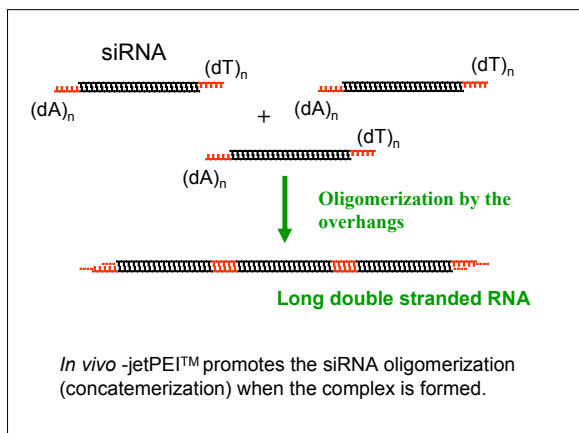 siRNA
(dT)n
(dA)n
+
(dA)n
(dT)n
(dA)n
(dT)n
Oligomerization by the
overhangs
Long double stranded RNA
In vivo -jetPEI™ promotes the siRNA oligomerization
(concatemerization) when the complex is formed.